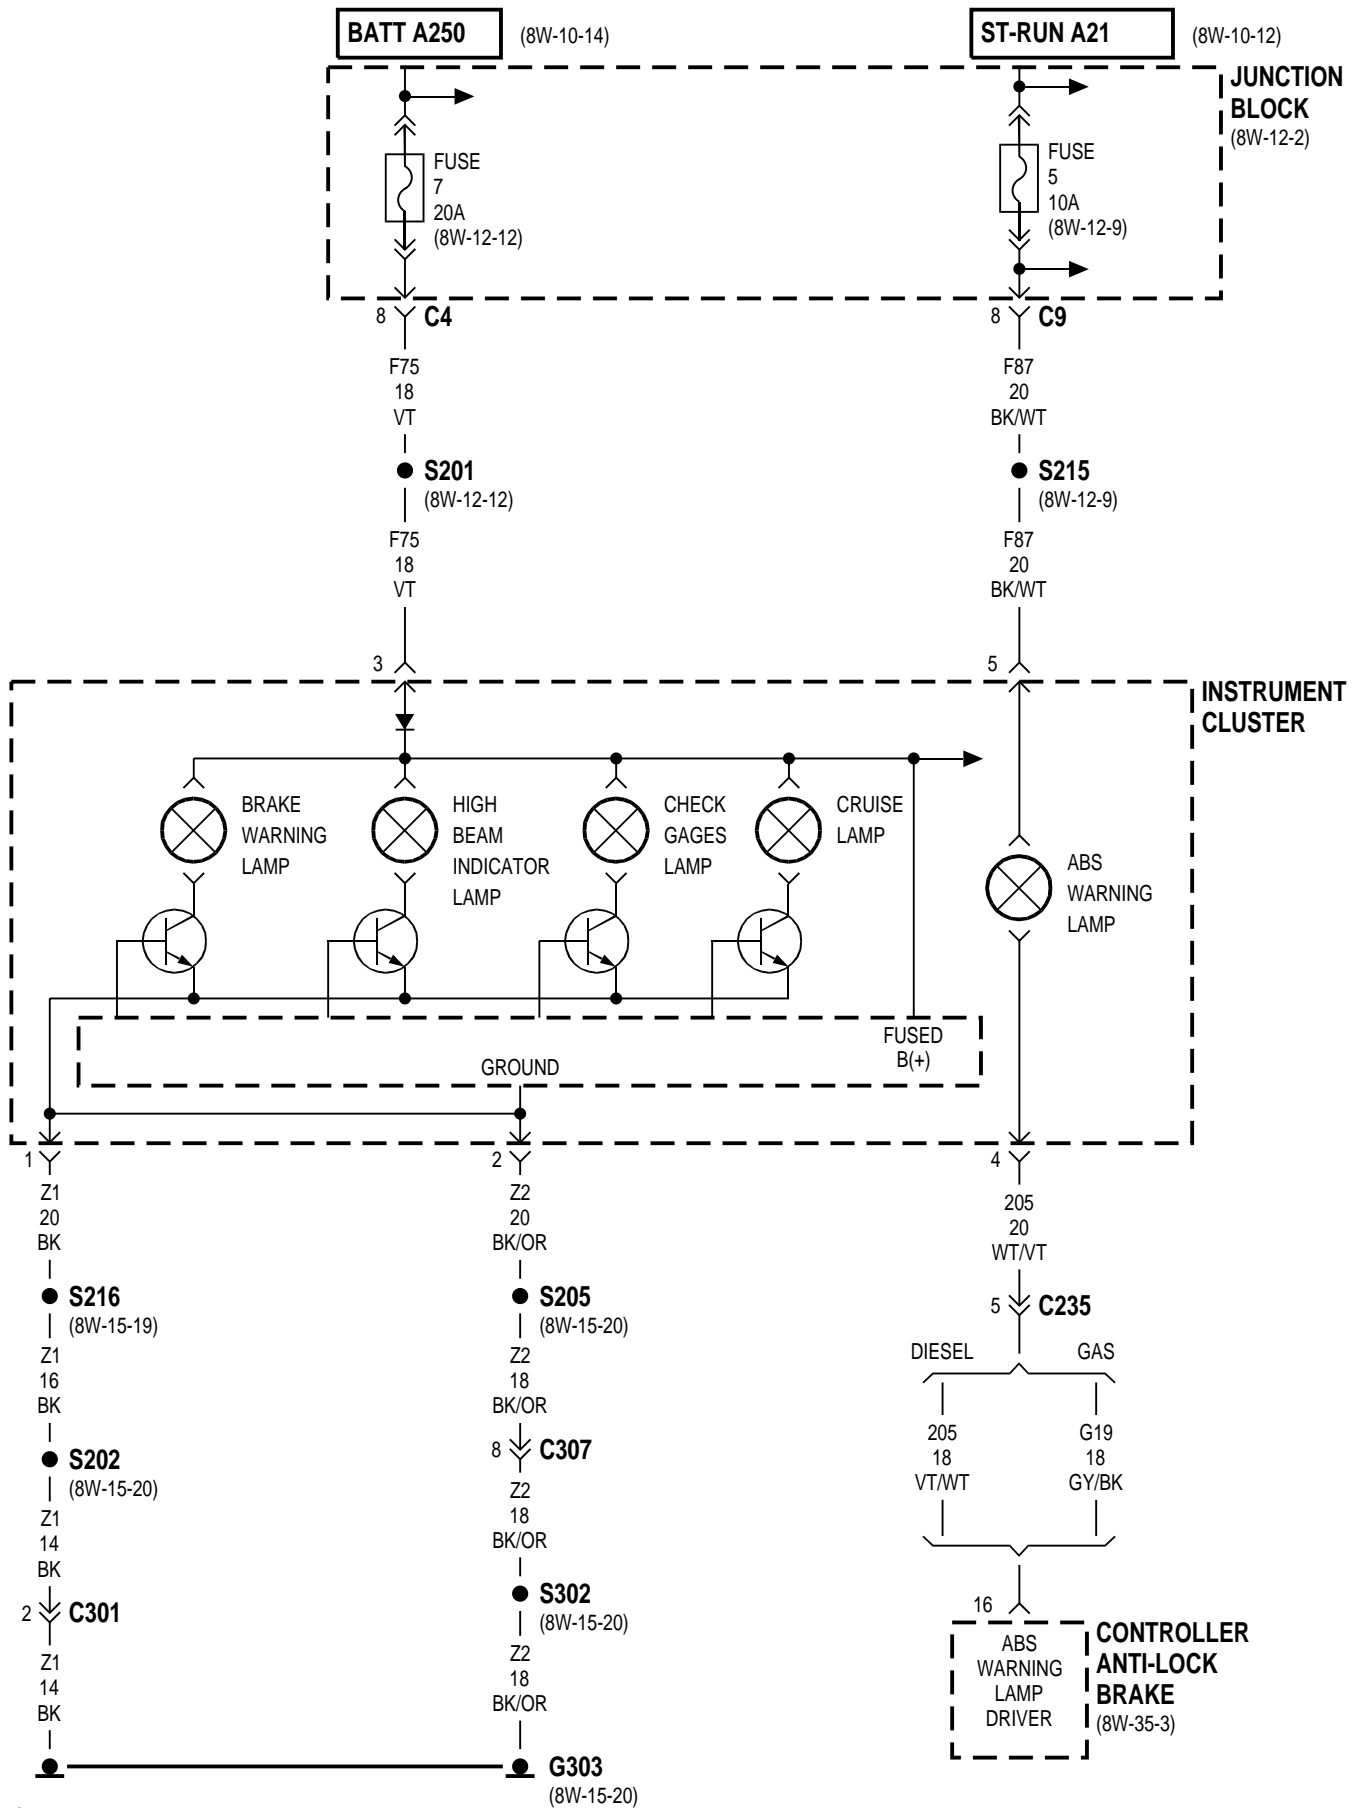 BATT A250
(8W-10-14)
ST-RUN A21
(8W-10-12)
JUNCTION
BLOCK
(8W-12-2)
FUSE
7
20A
(8W-12-12)
FUSE
5
10A
(8W-12-9)
8
C4
8
C9
F75
18
VT
F87
20
BK/WT
S201
(8W-12-12)
S215
(8W-12-9)
F75
18
VT
F87
20
BK/WT
3
5
INSTRUMENT
CLUSTER
BRAKE
WARNING
LAMP
HIGH
BEAM
INDICATOR
LAMP
CHECK
GAGES
LAMP
CRUISE
LAMP
ABS
WARNING
LAMP
FUSED
B(+)
GROUND
1
2
4
Z1
20
BK
Z2
20
BK/OR
205
20
WT/VT
S216
(8W-15-19)
S205
(8W-15-20)
5
C235
Z1
16
BK
Z2
18
BK/OR
DIESEL
GAS
205
18
VT/WT
G19
18
GY/BK
S202
(8W-15-20)
8
C307
Z1
14
BK
Z2
18
BK/OR
2
C301
S302
(8W-15-20)
16
Z1
14
BK
Z2
18
BK/OR
ABS
WARNING
LAMP
DRIVER
CONTROLLER
ANTI-LOCK
BRAKE
(8W-35-3)
G303
(8W-15-20)